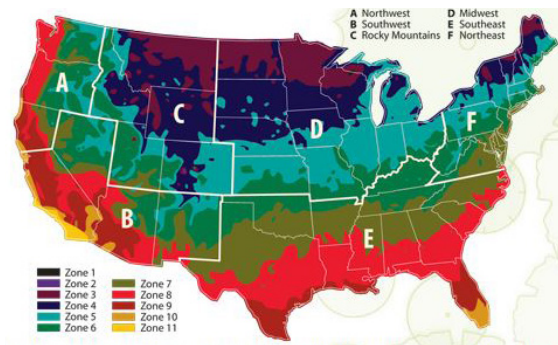 A Northwest
B Southwest
C Rocky Mountains
D Midwest
E Southeast
F Northeast
A
B
C
D
E
F
Zone 1
Zone 2
Zone 3
Zone 4
Zone 5
Zone 6
Zone 7
Zone 8
Zone 9
Zone 10
Zone 11